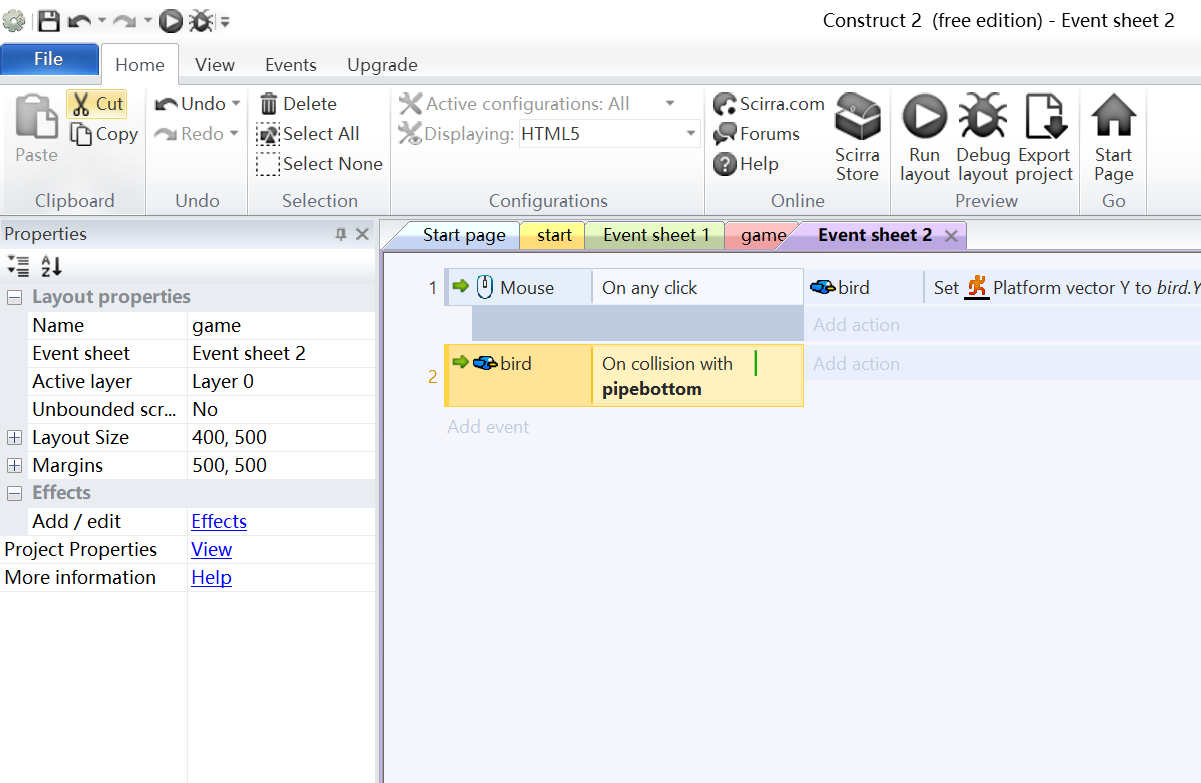 Construct 2  (free edition) - Event sheet 2
File
Home
View
Events
Upgrade
Paste
Cut
Copy
Clipboard
Undo
Redo
Undo
Delete
Select All
Select None
Selection
Active configurations: All
Displaying: HTML5
Configurations
Scirra.com
Forums
Help
Scirra
Store
Online
Run
layout
Debug
layout
Export
project
Preview
Start
Page
Go
Properties
Start page
start
Event sheet 1
game
Event sheet 2
Layout properties
Name game
Event sheet Event sheet 2
Active layer Layer 0
Unbounded scr... No
Layout Size 400, 500
Margins 500, 500
Effects
Add / edit Effects
Project Properties View
More information Help
1 Mouse On any click bird Set Platform vector Y to bird.Y
Add action
2 bird On collision with
pipebottom
Add action
Add event